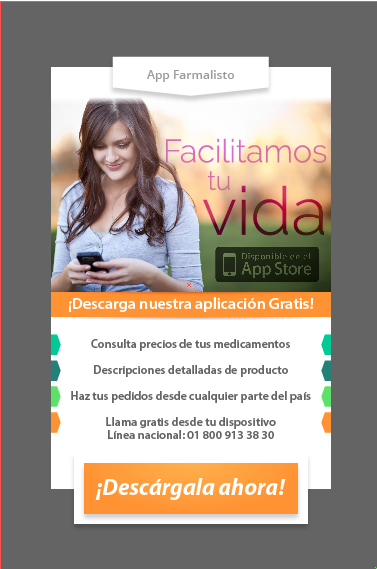 App Farmalisto
Facilitamos
tu
vida
Disponible en el
App Store
¡Descarga nuestra aplicación Gratis!
Consulta precios de tus medicamentos
Descripciones detalladas de producto
Haz tus pedidos desde cualquier parte del país
Llama gratis desde tu dispositivo
Línea nacional: 01 800 913 38 30
¡Descárgala ahora!